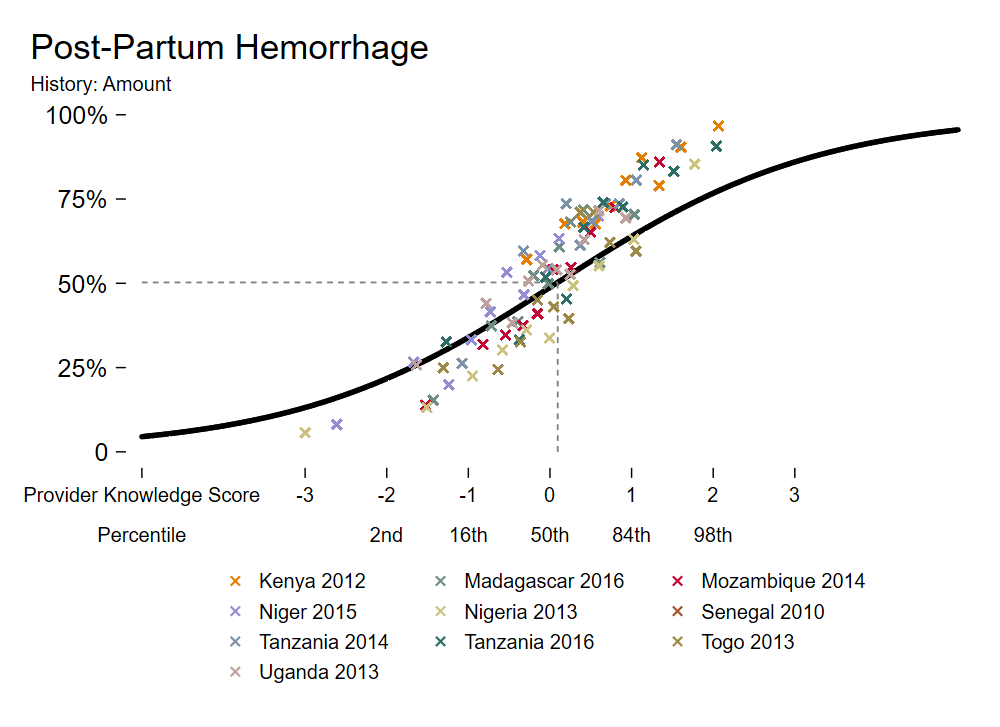 Post-Partum Hemorrhage
History: Amount
100%
75%
50%
25%
0
Provider Knowledge Score -3 -2 -1 0 1 2 3
Percentile 2nd 16th 50th 84th 98th
Kenya 2012 Madagascar 2016 Mozambique 2014
Niger 2015 Nigeria 2013 Senegal 2010
Tanzania 2014 Tanzania 2016 Togo 2013
Uganda 2013